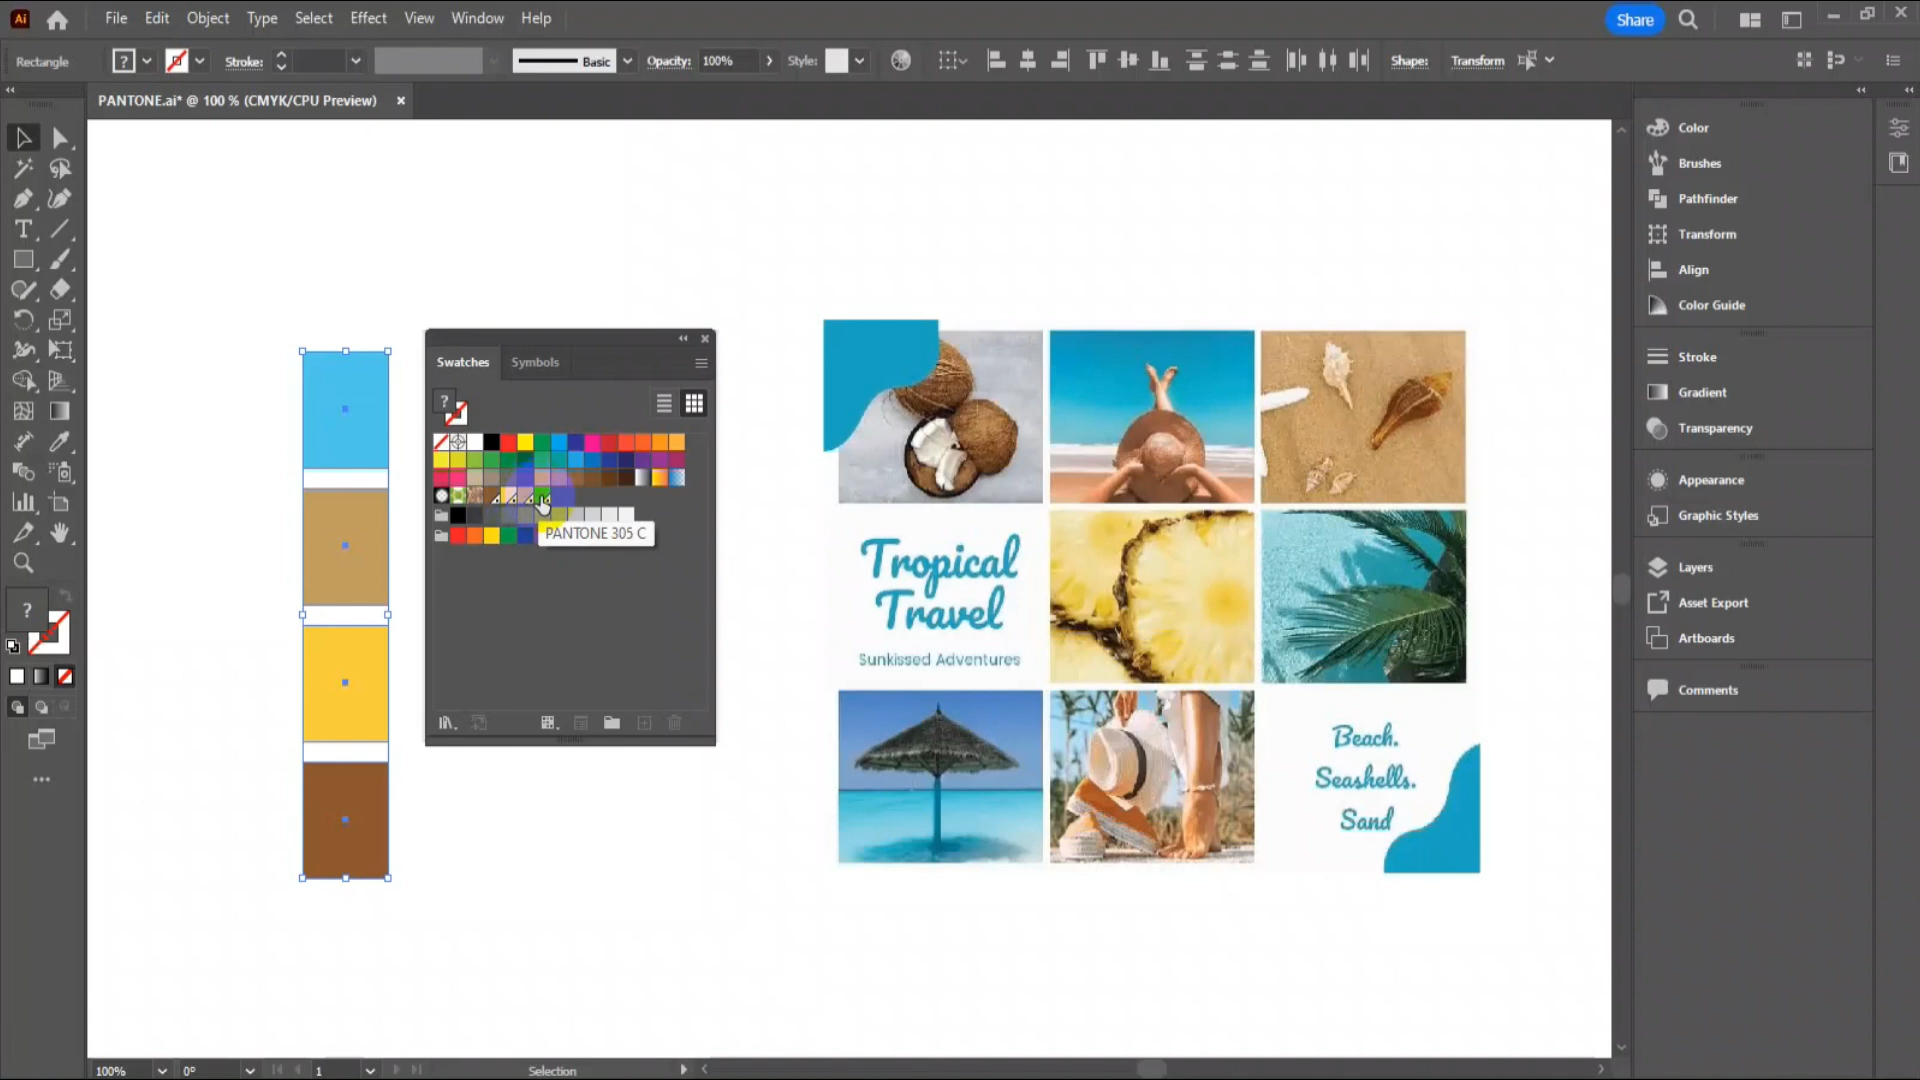 Ai
File Edit Object Type Select Effect View Window Help
Share
Rectangle
?
Stroke:
Basic
Opacity: 100%
Style:
Shape:
Transform
PANTONE.ai* @ 100 % (CMYK/CPU Preview)
Swatches
Symbols
?
PANTONE 305 C
Tropical
Travel
Sunkissed Adventures
Beach.
Seashells.
Sand
Color
Brushes
Pathfinder
Transform
Align
Color Guide
Stroke
Gradient
Transparency
Appearance
Graphic Styles
Layers
Asset Export
Artboards
Comments
T
?
100%
0°
1
Selection